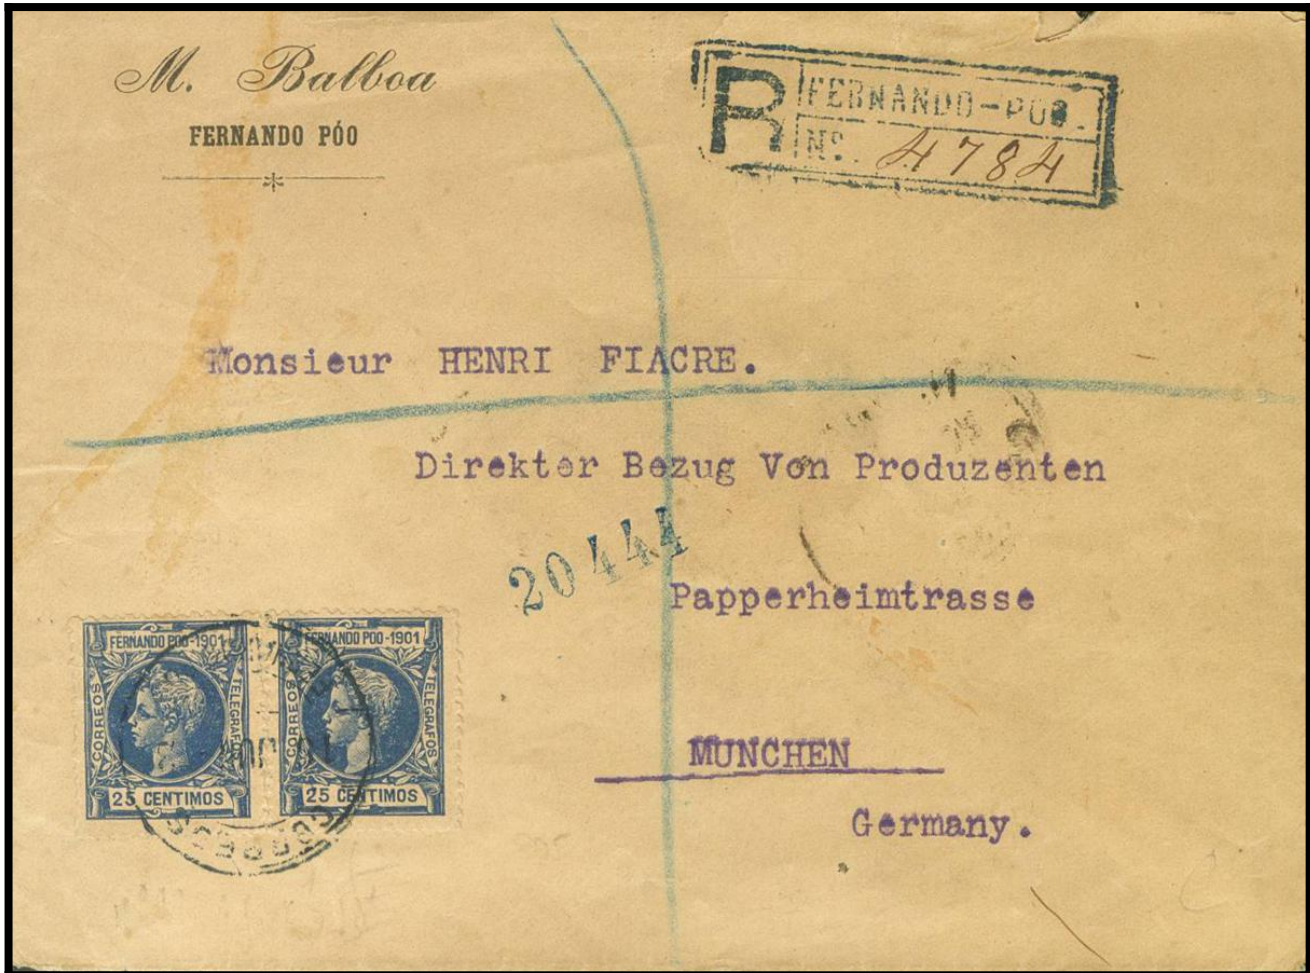 M. Balboa
FERNANDO PÓO
R
FERNANDO-POO.
Nº. 4784
Monsieur HENRI FIACRE.
Direkter Bezug Von Produzenten
20444
Papperheimtrasse
MUNCHEN
Germany.
FERNANDO POO-1901
CORREOS
TELEGRAFOS
25 CENTIMOS
FERNANDO POO-1901
CORREOS
TELEGRAFOS
25 CENTIMOS
CORREOS